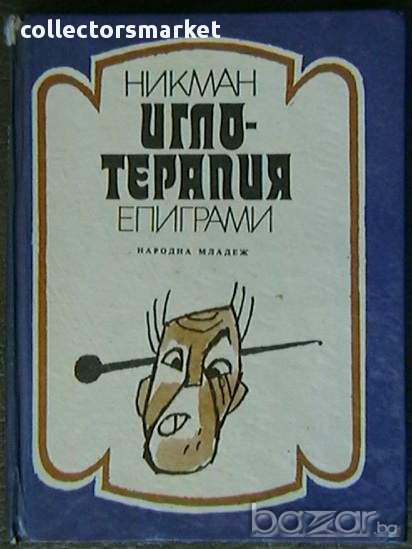 collectorsmarket
НИКМАН
ИГЛО-
ТЕРАПИЯ
ЕПИГРАМИ
НАРОДНА МЛАДЕЖ
bazar.bg